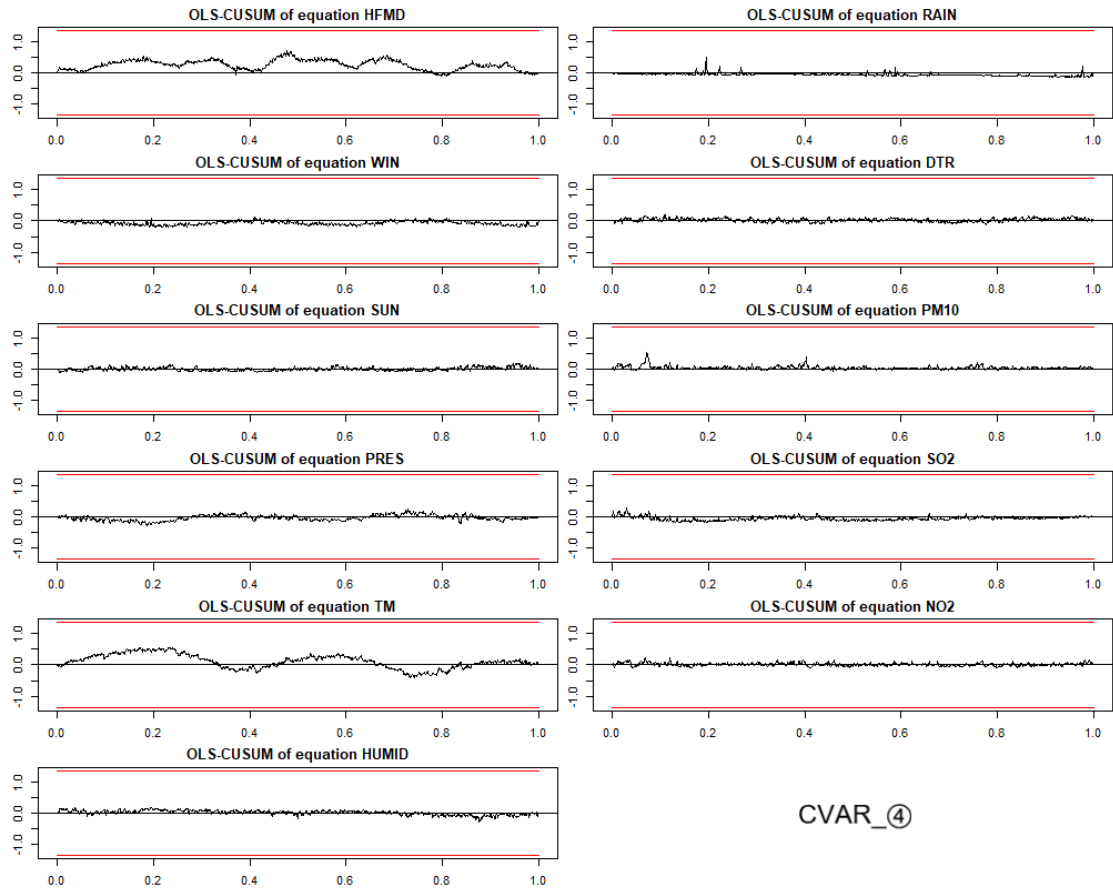 OLS-CUSUM of equation HFMD
1.0
0.0
-1.0
0.0 0.2 0.4 0.6 0.8 1.0
OLS-CUSUM of equation RAIN
1.0
0.0
-1.0
0.0 0.2 0.4 0.6 0.8 1.0
OLS-CUSUM of equation WIN
1.0
0.0
-1.0
0.0 0.2 0.4 0.6 0.8 1.0
OLS-CUSUM of equation DTR
1.0
0.0
-1.0
0.0 0.2 0.4 0.6 0.8 1.0
OLS-CUSUM of equation SUN
1.0
0.0
-1.0
0.0 0.2 0.4 0.6 0.8 1.0
OLS-CUSUM of equation PM10
1.0
0.0
-1.0
0.0 0.2 0.4 0.6 0.8 1.0
OLS-CUSUM of equation PRES
1.0
0.0
-1.0
0.0 0.2 0.4 0.6 0.8 1.0
OLS-CUSUM of equation SO2
1.0
0.0
-1.0
0.0 0.2 0.4 0.6 0.8 1.0
OLS-CUSUM of equation TM
1.0
0.0
-1.0
0.0 0.2 0.4 0.6 0.8 1.0
OLS-CUSUM of equation NO2
1.0
0.0
-1.0
0.0 0.2 0.4 0.6 0.8 1.0
OLS-CUSUM of equation HUMID
1.0
0.0
-1.0
0.0 0.2 0.4 0.6 0.8 1.0
CVAR_④